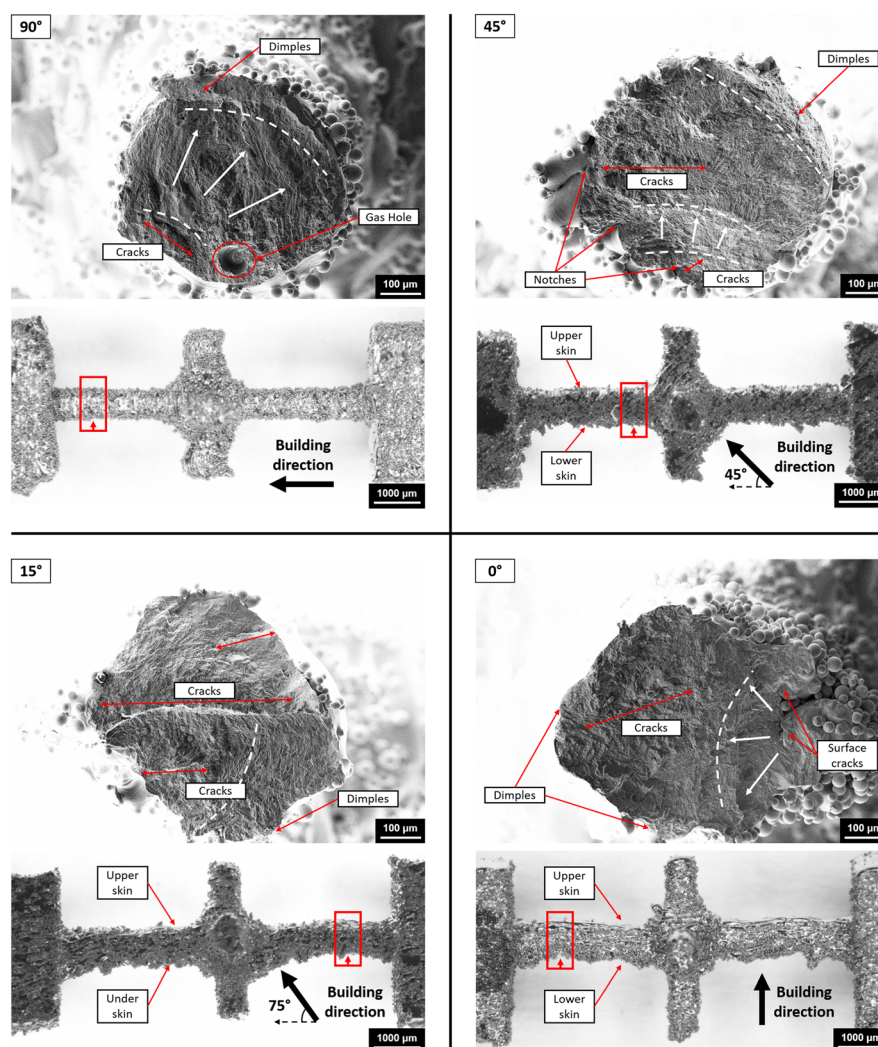 90°
Dimples
Gas Hole
Cracks
100 µm
Building
direction
1000 µm
45°
Dimples
Cracks
Notches
Cracks
100 µm
Upper
skin
Lower
skin
Building
direction
45°
1000 µm
15°
Cracks
Cracks
Dimples
100 µm
Upper
skin
Under
skin
75°
Building
direction
1000 µm
0°
Cracks
Surface
cracks
Dimples
100 µm
Upper
skin
Lower
skin
Building
direction
1000 µm